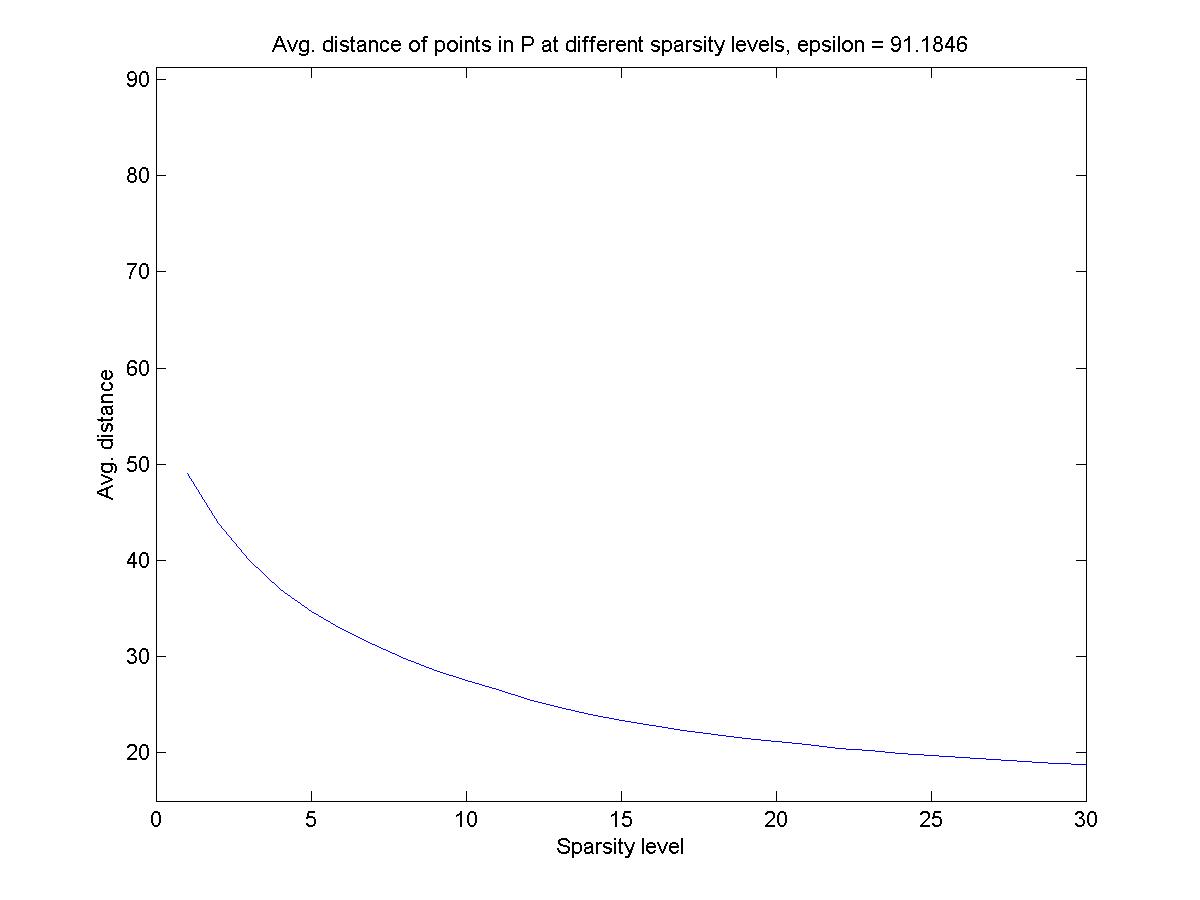 Avg. distance of points in P at different sparsity levels, epsilon = 91.1846
90
80
70
60
50
40
30
20
Avg. distance
0 5 10 15 20 25 30
Sparsity level